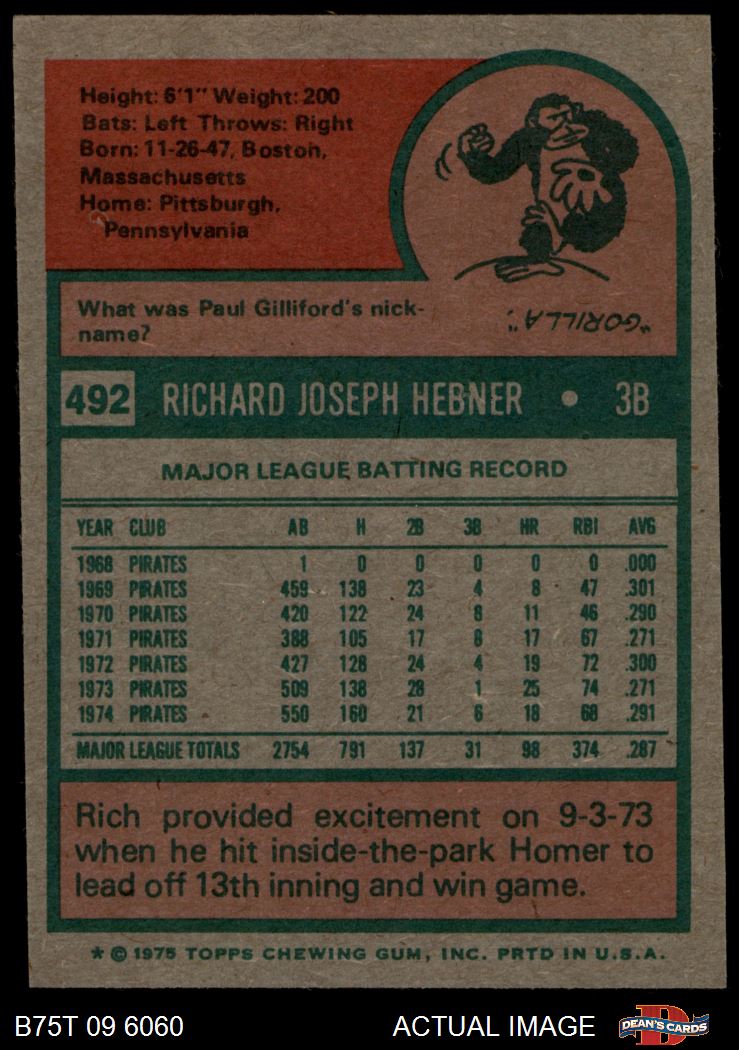 Height: 6'1" Weight: 200
Bats: Left Throws: Right
Born: 11-26-47, Boston,
Massachusetts
Home: Pittsburgh,
Pennsylvania
What was Paul Gilliford's nick-
name?
"GORILLA".
492 RICHARD JOSEPH HEBNER • 3B
MAJOR LEAGUE BATTING RECORD
YEAR CLUB AB H 2B 3B HR RBI AVG
1968 PIRATES 1 0 0 0 0 0 .000
1969 PIRATES 459 138 23 4 8 47 .301
1970 PIRATES 420 122 24 8 11 46 .290
1971 PIRATES 388 105 17 8 17 67 .271
1972 PIRATES 427 128 24 4 19 72 .300
1973 PIRATES 509 138 28 1 25 74 .271
1974 PIRATES 550 160 21 6 18 68 .291
MAJOR LEAGUE TOTALS 2754 791 137 31 98 374 .287
Rich provided excitement on 9-3-73
when he hit inside-the-park Homer to
lead off 13th inning and win game.
* © 1975 TOPPS CHEWING GUM, INC. PRTD IN U.S.A.
B75T 09 6060 ACTUAL IMAGE D DEAN'S CARDS